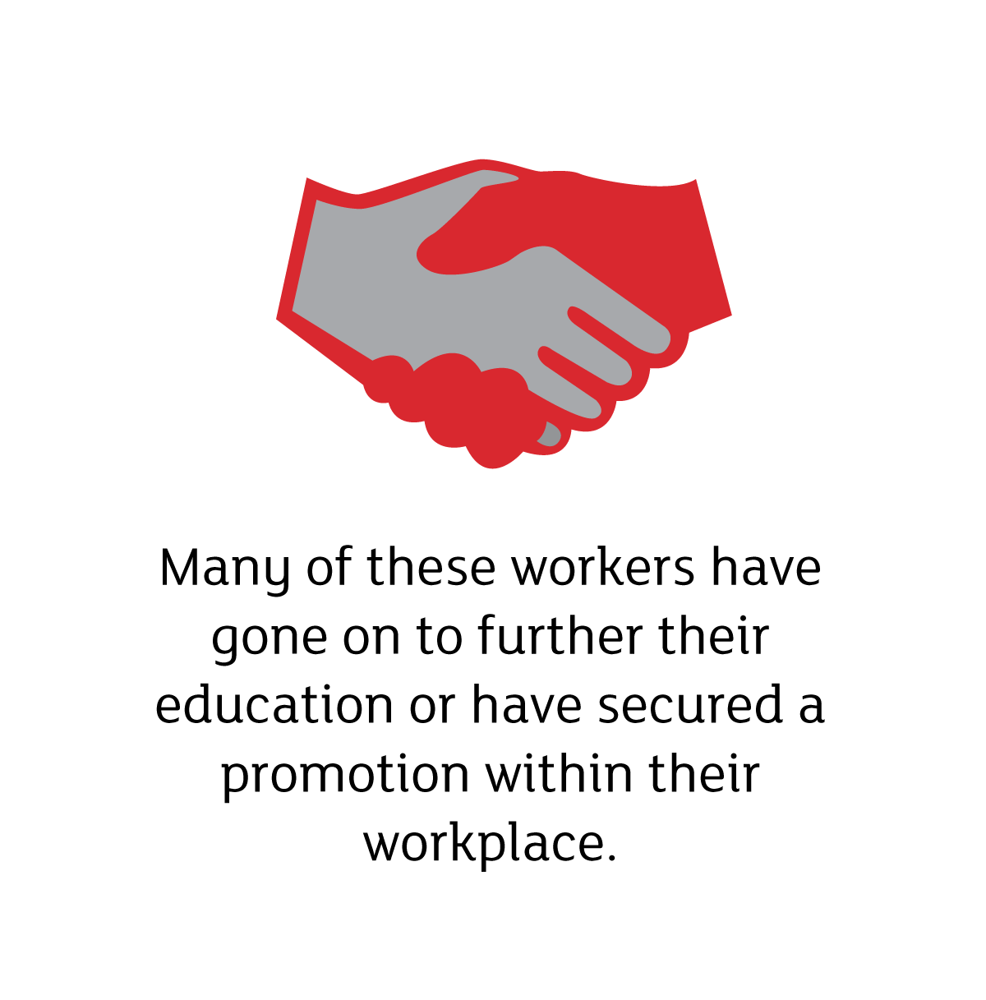 Many of these workers have
gone on to further their
education or have secured a
promotion within their
workplace.